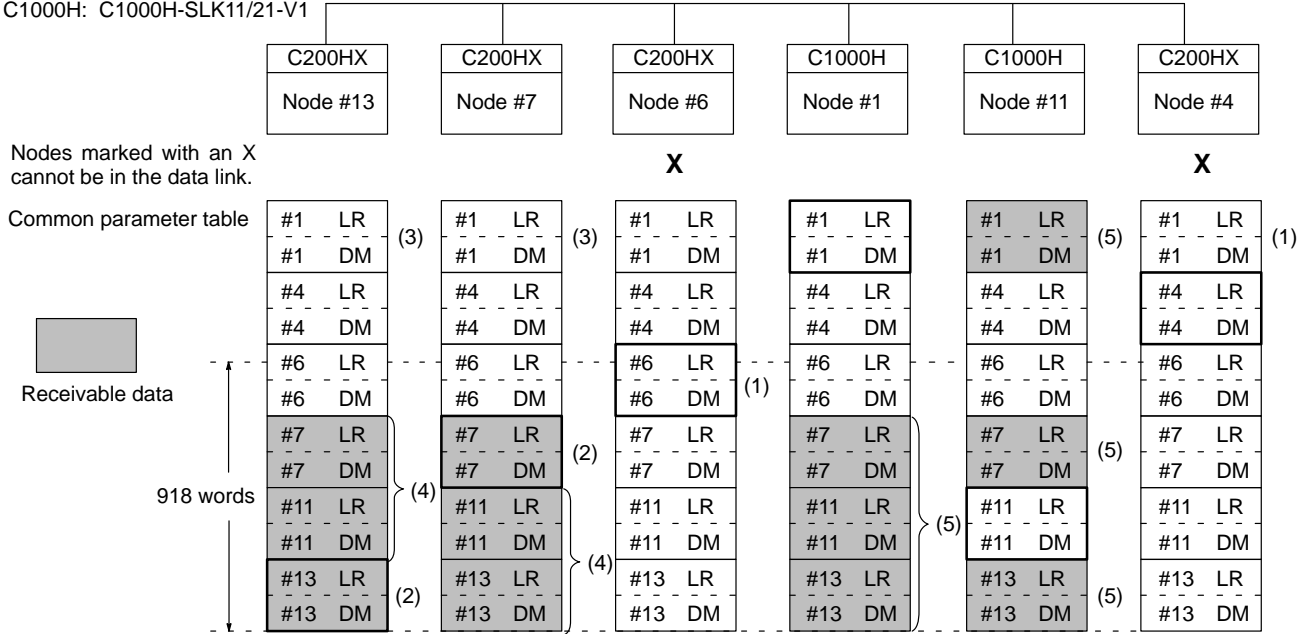 C1000H: C1000H-SLK11/21-V1
C200HX C200HX C200HX C1000H C1000H C200HX
Node #13 Node #7 Node #6 Node #1 Node #11 Node #4
Nodes marked with an X
cannot be in the data link.
X X
Common parameter table
#1 LR #1 LR #1 LR #1 LR #1 LR #1 LR
(3) (3) (5) (1)
#1 DM #1 DM #1 DM #1 DM #1 DM #1 DM
#4 LR #4 LR #4 LR #4 LR #4 LR #4 LR
#4 DM #4 DM #4 DM #4 DM #4 DM #4 DM
#6 LR #6 LR #6 LR #6 LR #6 LR #6 LR
Receivable data
(1)
#6 DM #6 DM #6 DM #6 DM #6 DM #6 DM
#7 LR #7 LR #7 LR #7 LR #7 LR #7 LR
(2) (5)
#7 DM #7 DM #7 DM #7 DM #7 DM #7 DM
918 words
(4)
#11 LR #11 LR #11 LR #11 LR #11 LR #11 LR
(5)
#11 DM #11 DM #11 DM #11 DM #11 DM #11 DM
(4)
#13 LR #13 LR #13 LR #13 LR #13 LR #13 LR
(2) (5)
#13 DM #13 DM #13 DM #13 DM #13 DM #13 DM